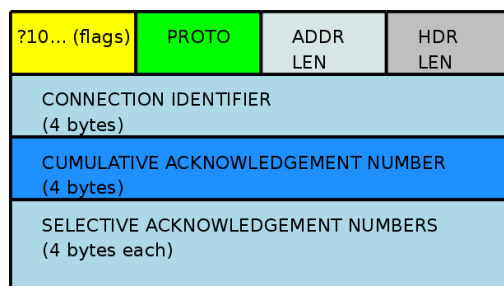 ?10... (flags) PROTO ADDR HDR
LEN LEN
CONNECTION IDENTIFIER
(4 bytes)
CUMULATIVE ACKNOWLEDGEMENT NUMBER
(4 bytes)
SELECTIVE ACKNOWLEDGEMENT NUMBERS
(4 bytes each)